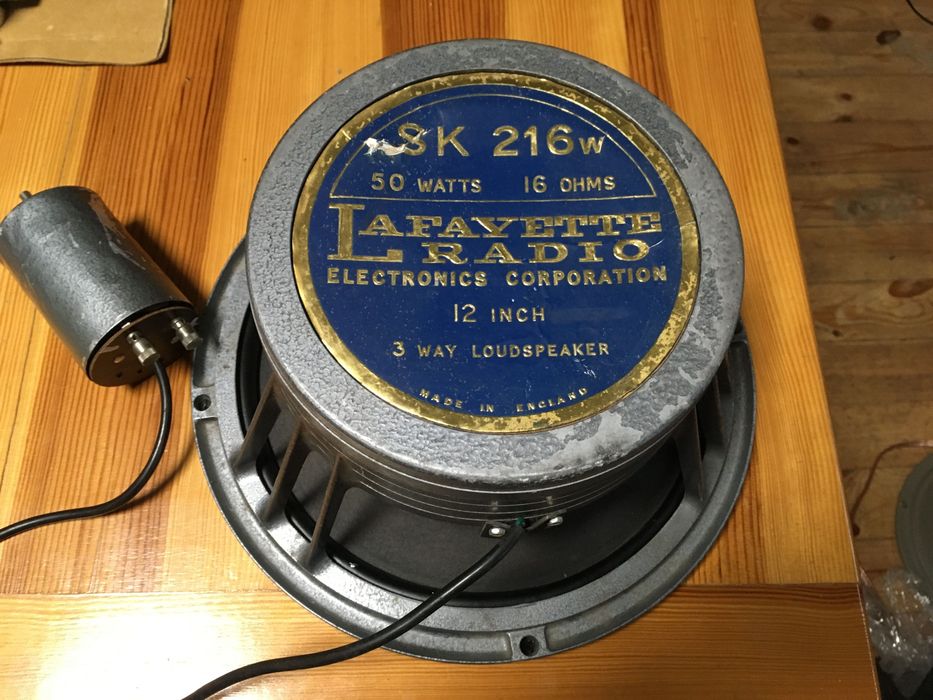 SK 216W
50 WATTS 16 OHMS
LAFAYETTE
RADIO
ELECTRONICS CORPORATION
12 INCH
3 WAY LOUDSPEAKER
MADE IN ENGLAND